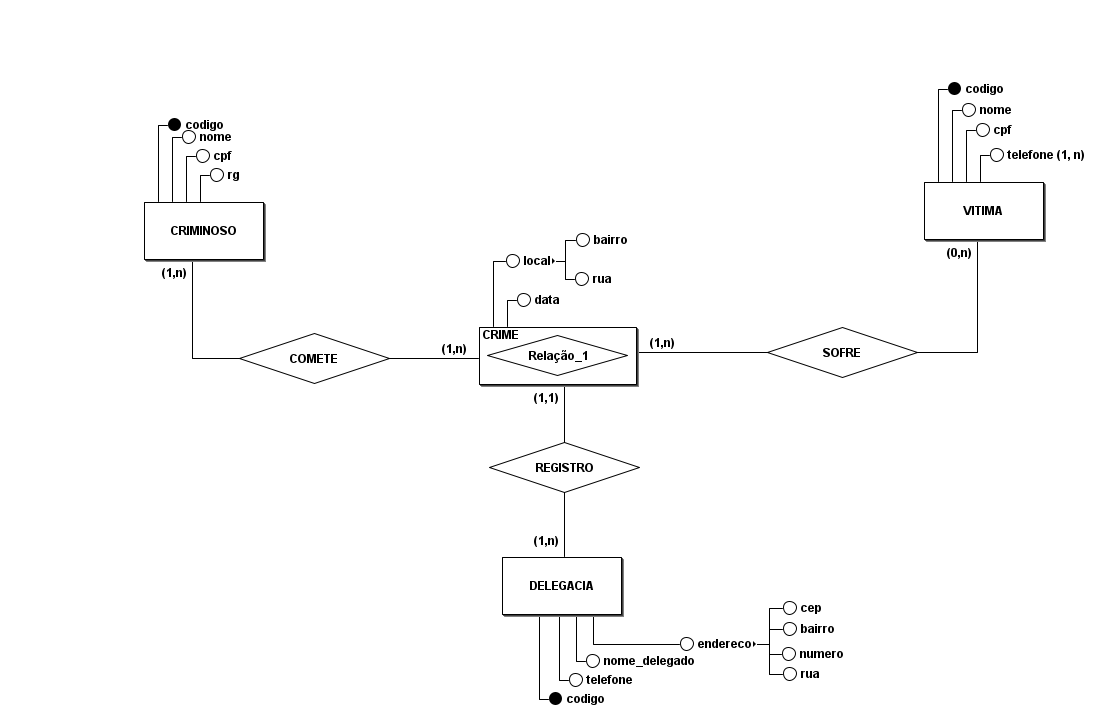 codigo
nome
cpf
rg
CRIMINOSO
(1,n)
COMETE
(1,n)
local
bairro
rua
data
CRIME
Relação_1
(1,n)
SOFRE
codigo
nome
cpf
telefone (1, n)
VITIMA
(0,n)
(1,1)
REGISTRO
(1,n)
DELEGACIA
endereco
cep
bairro
numero
rua
nome_delegado
telefone
codigo